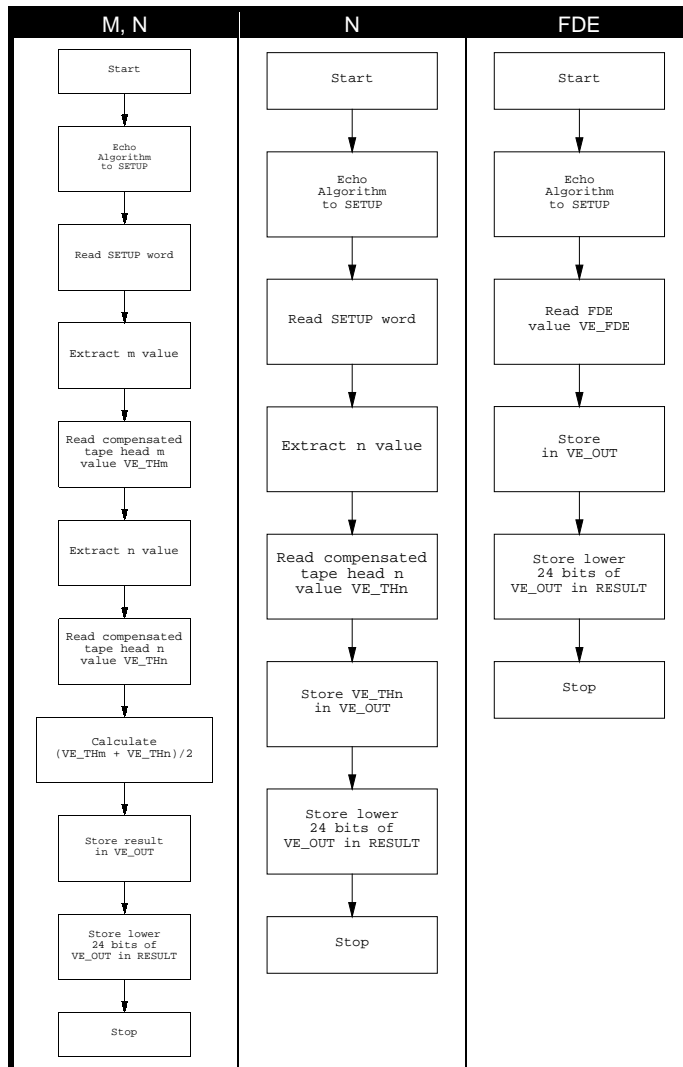 M, N
Start
Echo
Algorithm
to SETUP
Read SETUP word
Extract m value
Read compensated
tape head m
value VE_THm
Extract n value
Read compensated
tape head n
value VE_THn
Calculate
(VE_THm + VE_THn)/2
Store result
in VE_OUT
Store lower
24 bits of
VE_OUT in RESULT
Stop
N
Start
Echo
Algorithm
to SETUP
Read SETUP word
Extract n value
Read compensated
tape head n
value VE_THn
Store VE_THn
in VE_OUT
Store lower
24 bits of
VE_OUT in RESULT
Stop
FDE
Start
Echo
Algorithm
to SETUP
Read FDE
value VE_FDE
Store
in VE_OUT
Store lower
24 bits of
VE_OUT in RESULT
Stop